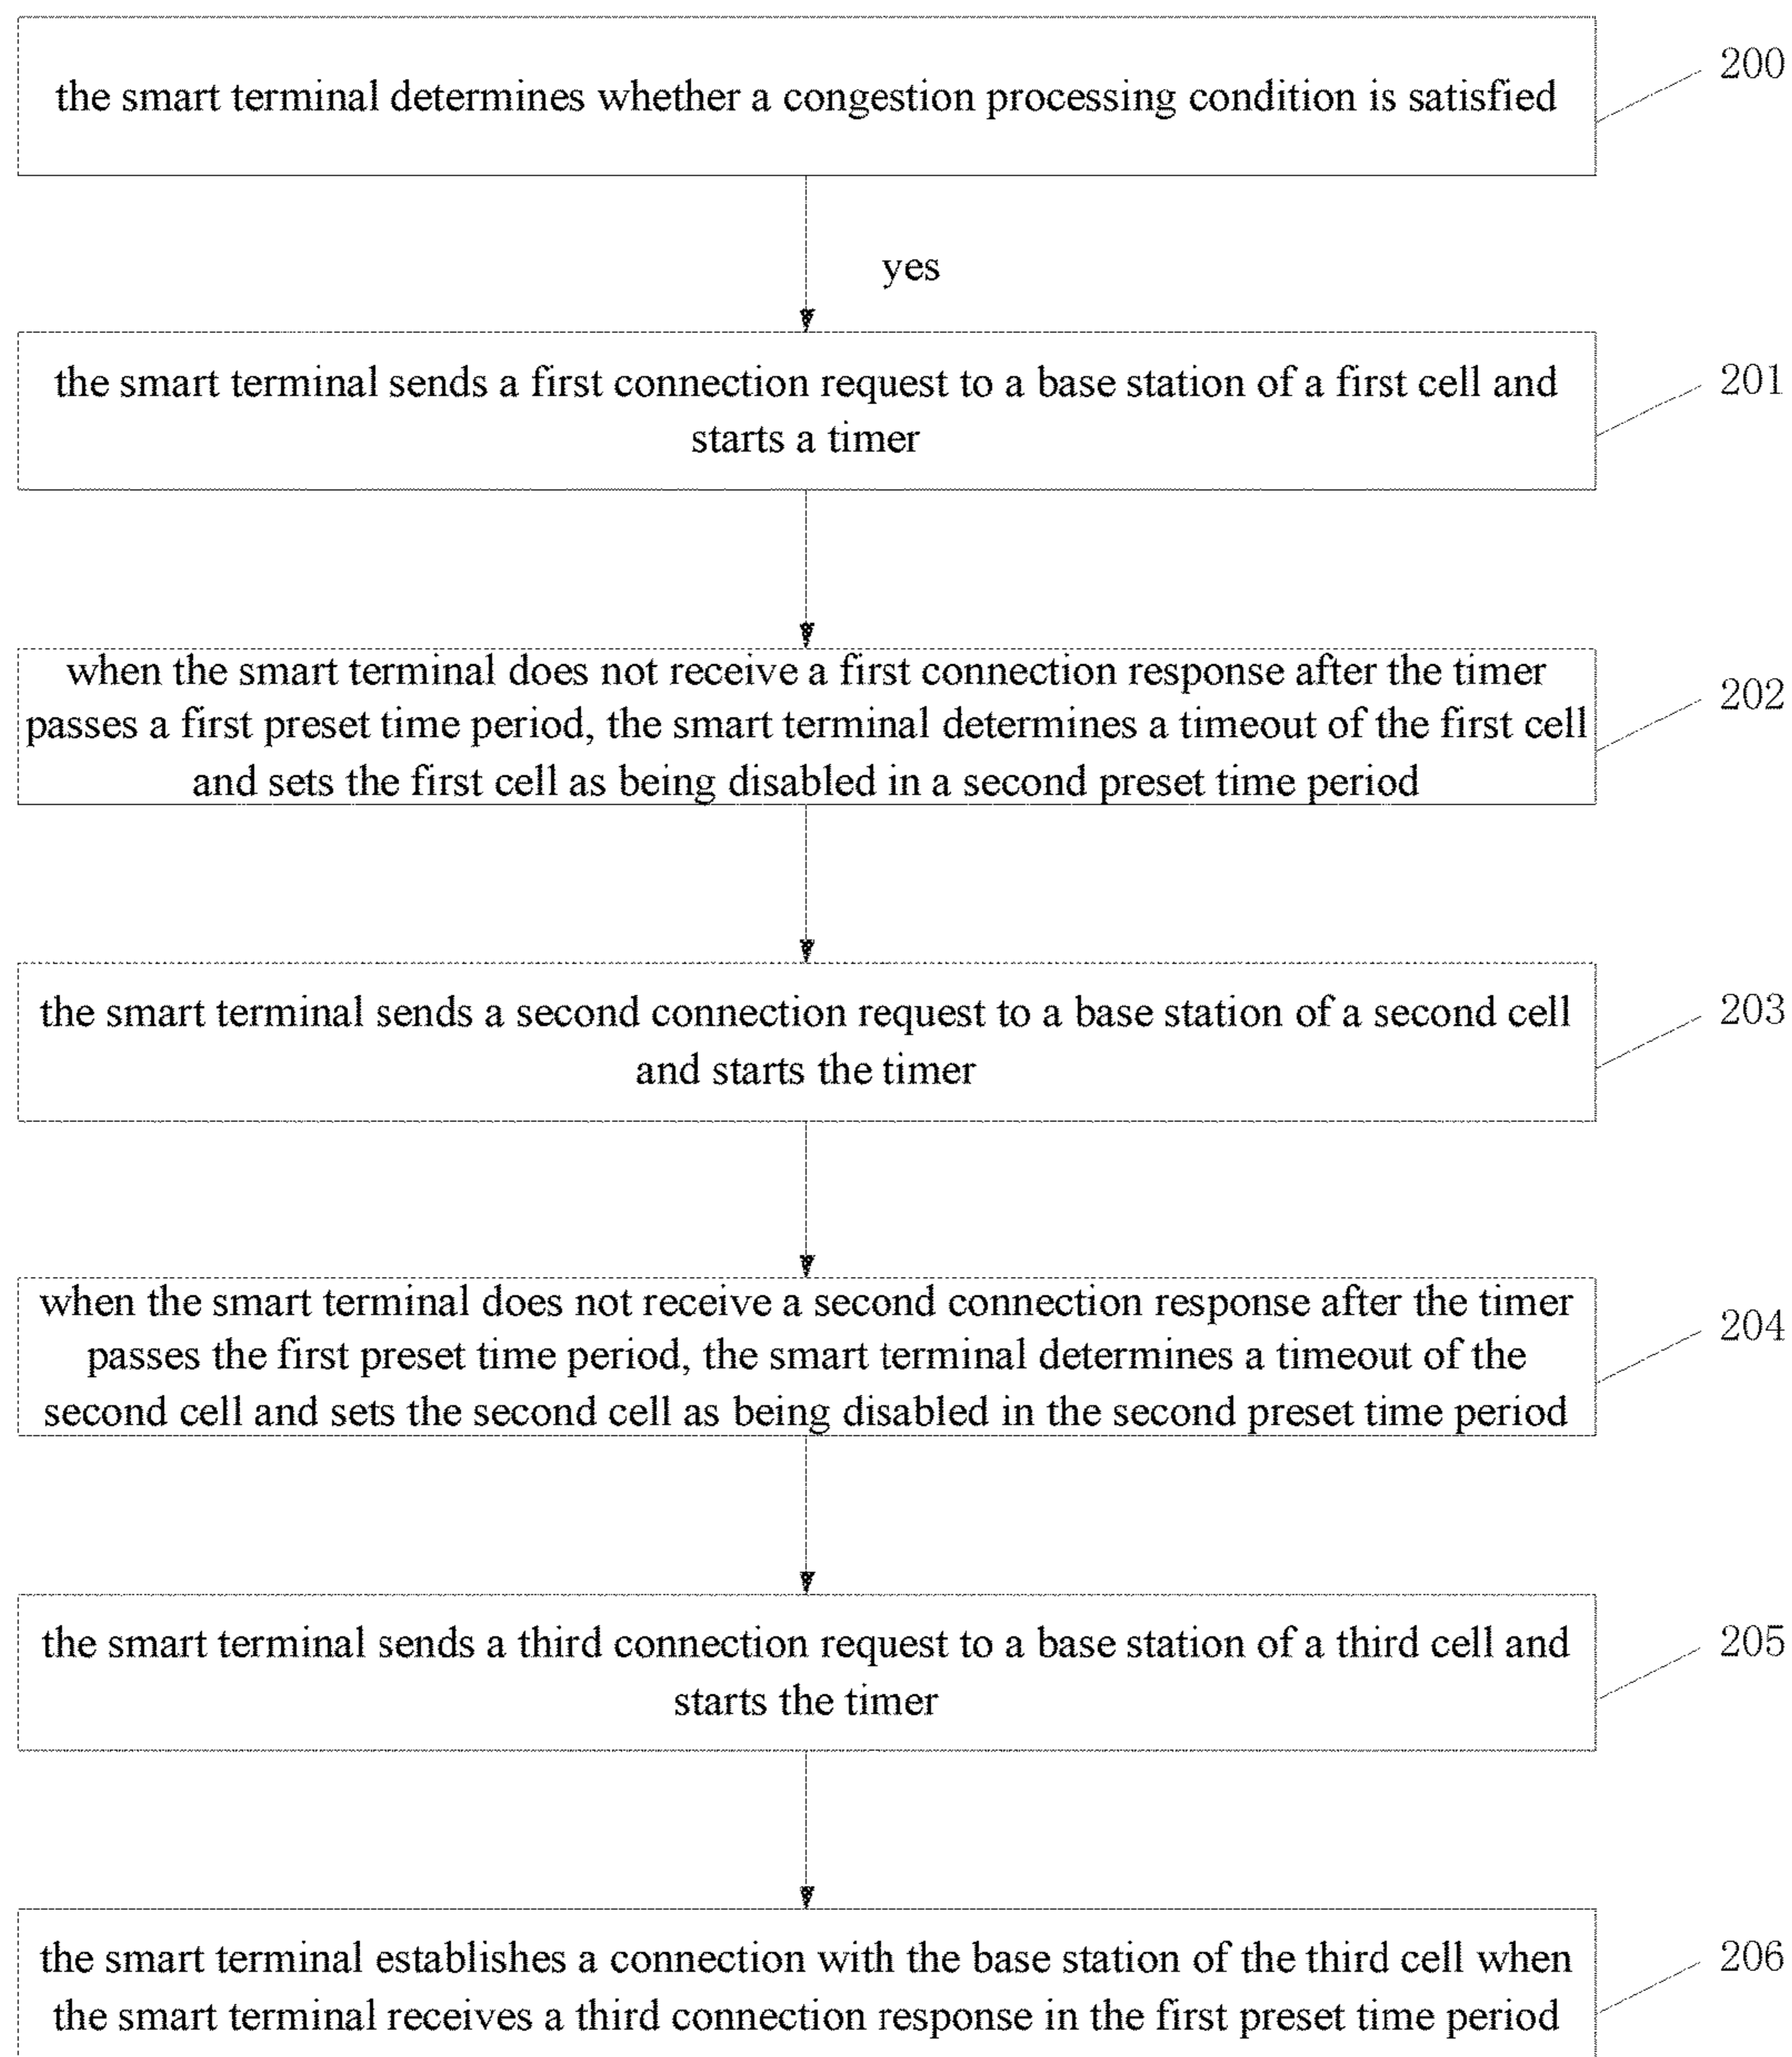 the smart terminal determines whether a congestion processing condition is satisfied
200
yes
the smart terminal sends a first connection request to a base station of a first cell and
starts a timer
201
when the smart terminal does not receive a first connection response after the timer
passes a first preset time period, the smart terminal determines a timeout of the first cell
and sets the first cell as being disabled in a second preset time period
202
the smart terminal sends a second connection request to a base station of a second cell
and starts the timer
203
when the smart terminal does not receive a second connection response after the timer
passes the first preset time period, the smart terminal determines a timeout of the
second cell and sets the second cell as being disabled in the second preset time period
204
the smart terminal sends a third connection request to a base station of a third cell and
starts the timer
205
the smart terminal establishes a connection with the base station of the third cell when
the smart terminal receives a third connection response in the first preset time period
206